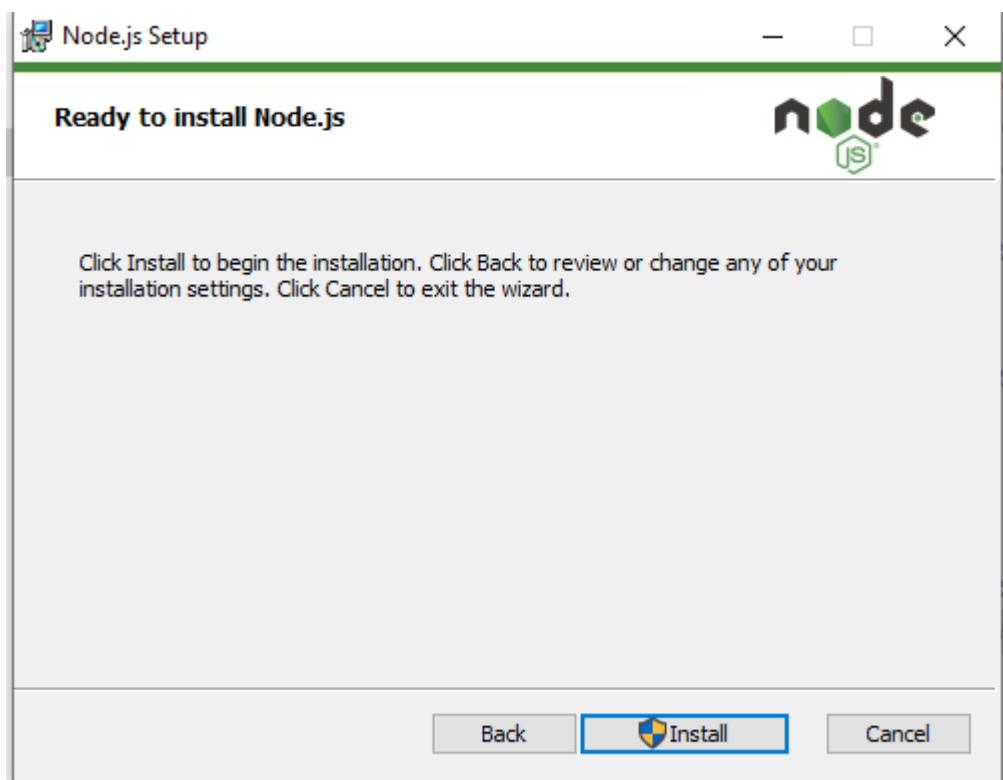 Node.js Setup
Ready to install Node.js
node
JS
Click Install to begin the installation. Click Back to review or change any of your
installation settings. Click Cancel to exit the wizard.
Back
Install
Cancel